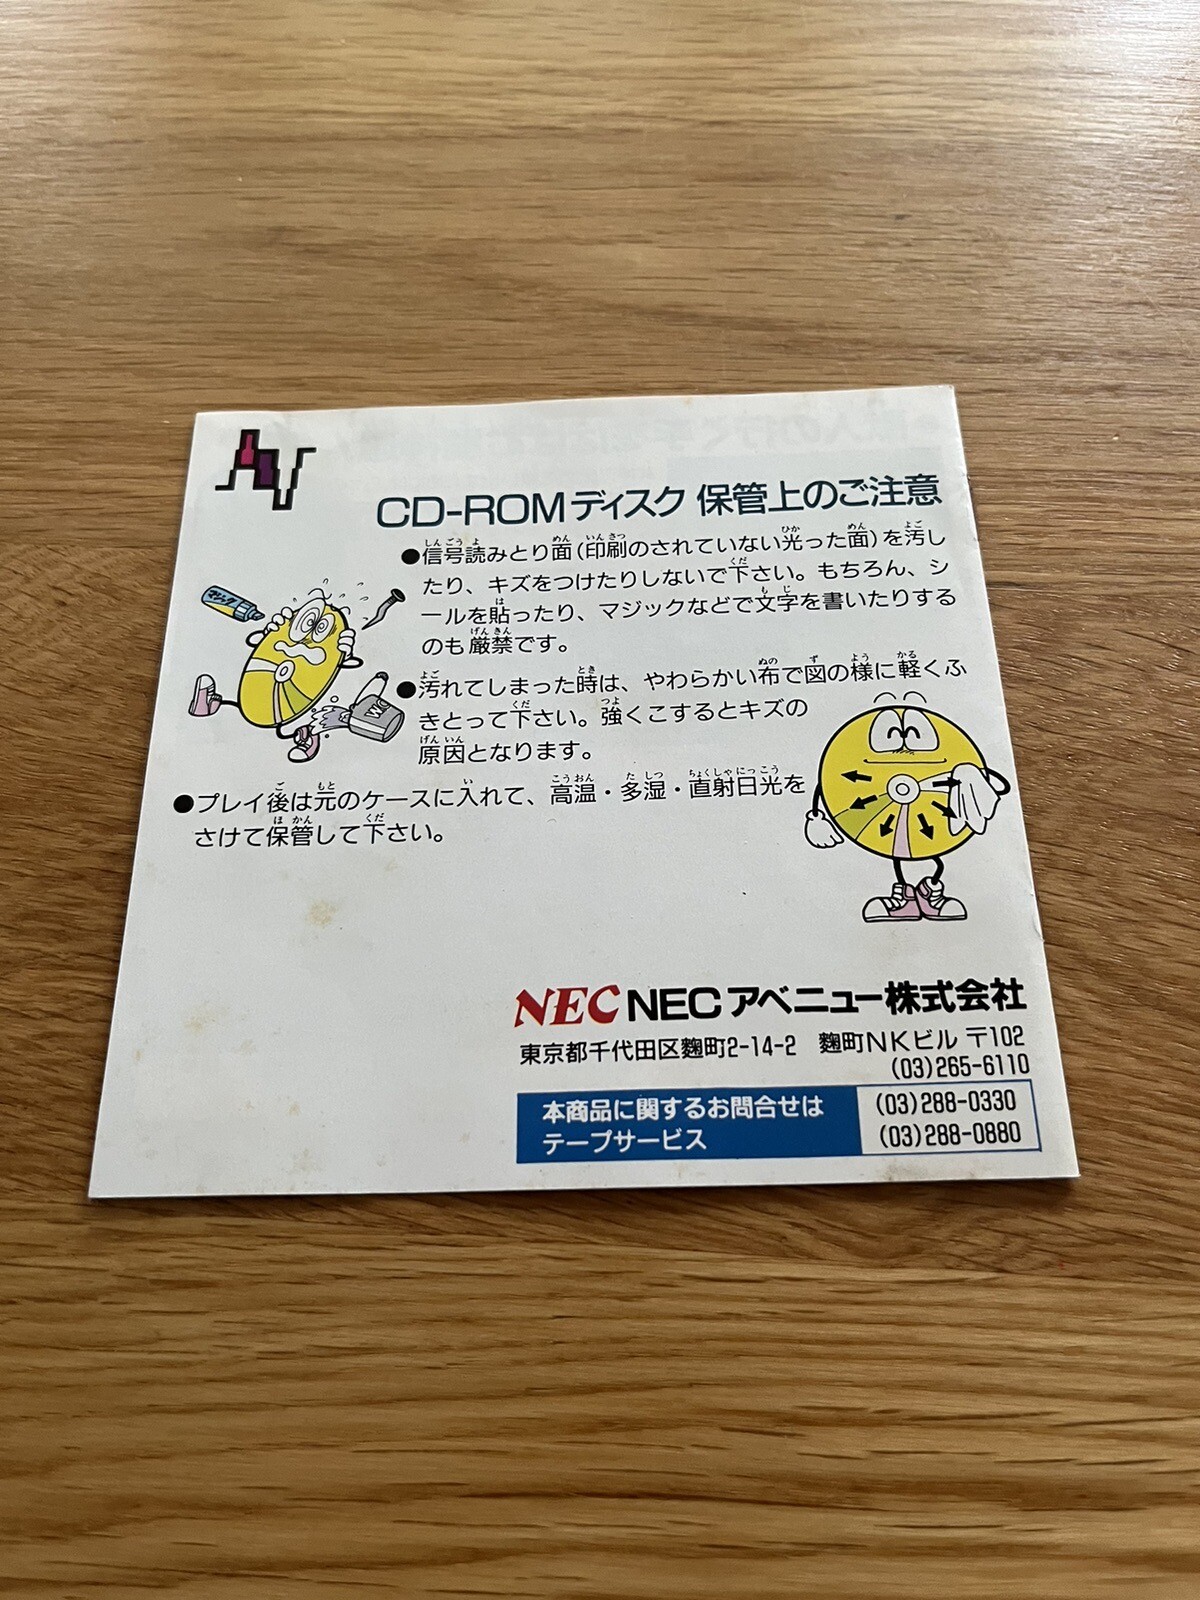 CD-ROMディスク 保管上のご注意
●信号読みとり面(印刷のされていない光った面)を汚し
たり、キズをつけたりしないで下さい。もちろん、シ
ールを貼ったり、マジックなどで文字を書いたりする
のも厳禁です。
マジック
●汚れてしまった時は、やわらかい布で図の様に軽くふ
きとって下さい。強くこするとキズの
原因となります。
WC
●プレイ後は元のケースに入れて、高温・多湿・直射日光を
さけて保管して下さい。
NEC NECアベニュー株式会社
東京都千代田区麴町2-14-2 麴町NKビル 〒102
(03)265-6110
本商品に関するお問合せは
テープサービス
(03)288-0330
(03)288-0880